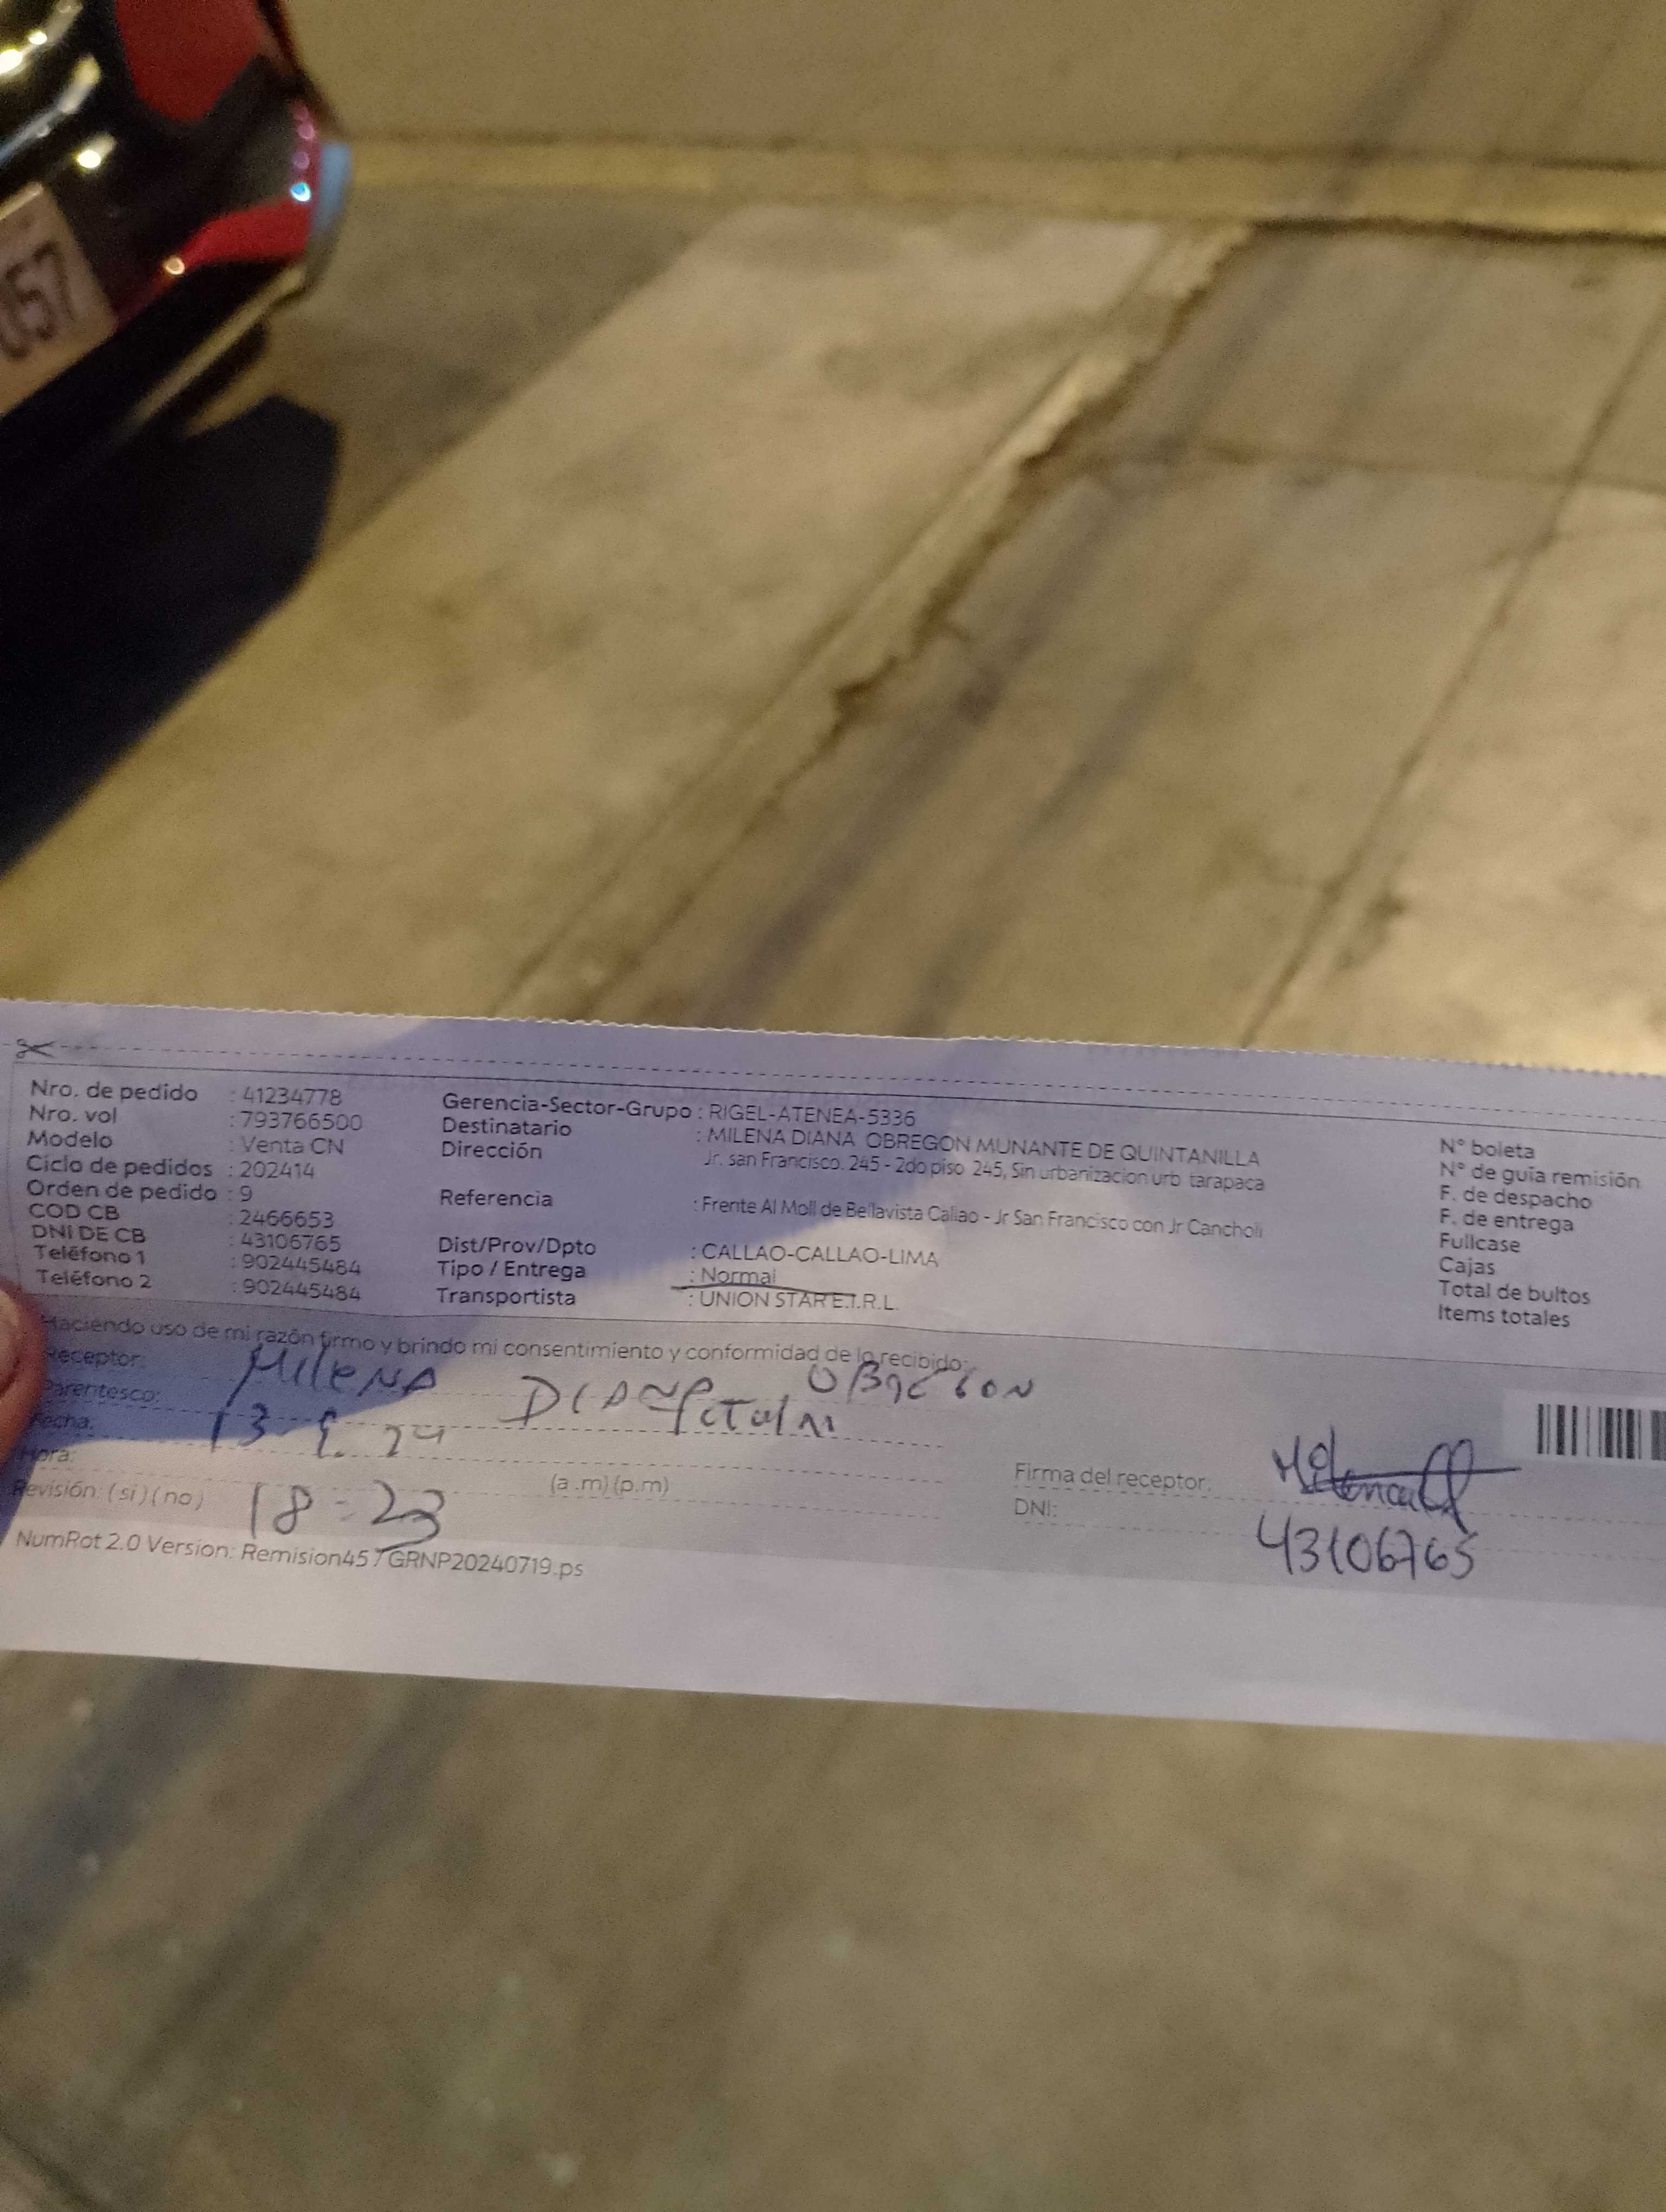 057
Nro. de pedido : 41234778
Nro. vol : 793766500
Modelo : Venta CN
Ciclo de pedidos : 202414
Orden de pedido : 9
COD CB : 2466653
DNI DE CB : 43106765
Teléfono 1 : 902445484
Teléfono 2 : 902445484
Gerencia-Sector-Grupo : RIGEL-ATENEA-5336
Destinatario : MILENA DIANA OBREGON MUNANTE DE QUINTANILLA
Dirección Jr. san Francisco. 245 - 2do piso 245, Sin urbanizacion urb tarapaca
Referencia : Frente Al Moll de Bellavista Callao - Jr San Francisco con Jr Cancholi
Dist/Prov/Dpto : CALLAO-CALLAO-LIMA
Tipo / Entrega : Normal
Transportista : UNION STAR E.I.R.L.
N° boleta
N° de guía remisión
F. de despacho
F. de entrega
Fullcase
Cajas
Total de bultos
Items totales
Haciendo uso de mi razón firmo y brindo mi consentimiento y conformidad de lo recibido:
Receptor: MILENA DIANA OBREGON
Parentesco:
Fecha: 13
Hora: (a.m) (p.m)
Revisión: (si) (no) 18:23
Firma del receptor:
DNI: 43106765
NumRot 2.0 Version: Remision45 / GRNP20240719.ps